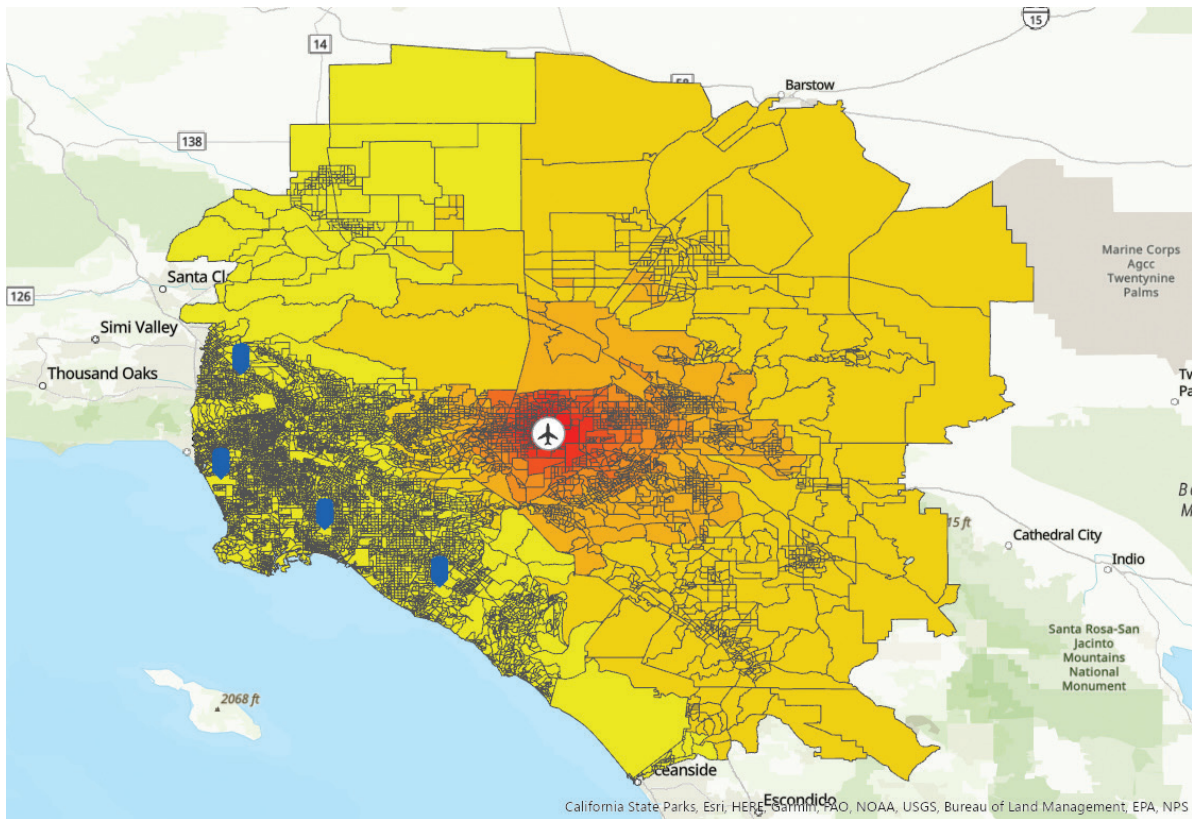 15
14
58
Barstow
138
Marine Corps
Agcc
Twentynine
Palms
Santa Cl
126
Simi Valley
Thousand Oaks
15 ft
Cathedral City
Indio
Santa Rosa-San
Jacinto
Mountains
National
Monument
2068 ft
ceanside
Escondido
California State Parks, Esri, HERE, Garmin, FAO, NOAA, USGS, Bureau of Land Management, EPA, NPS